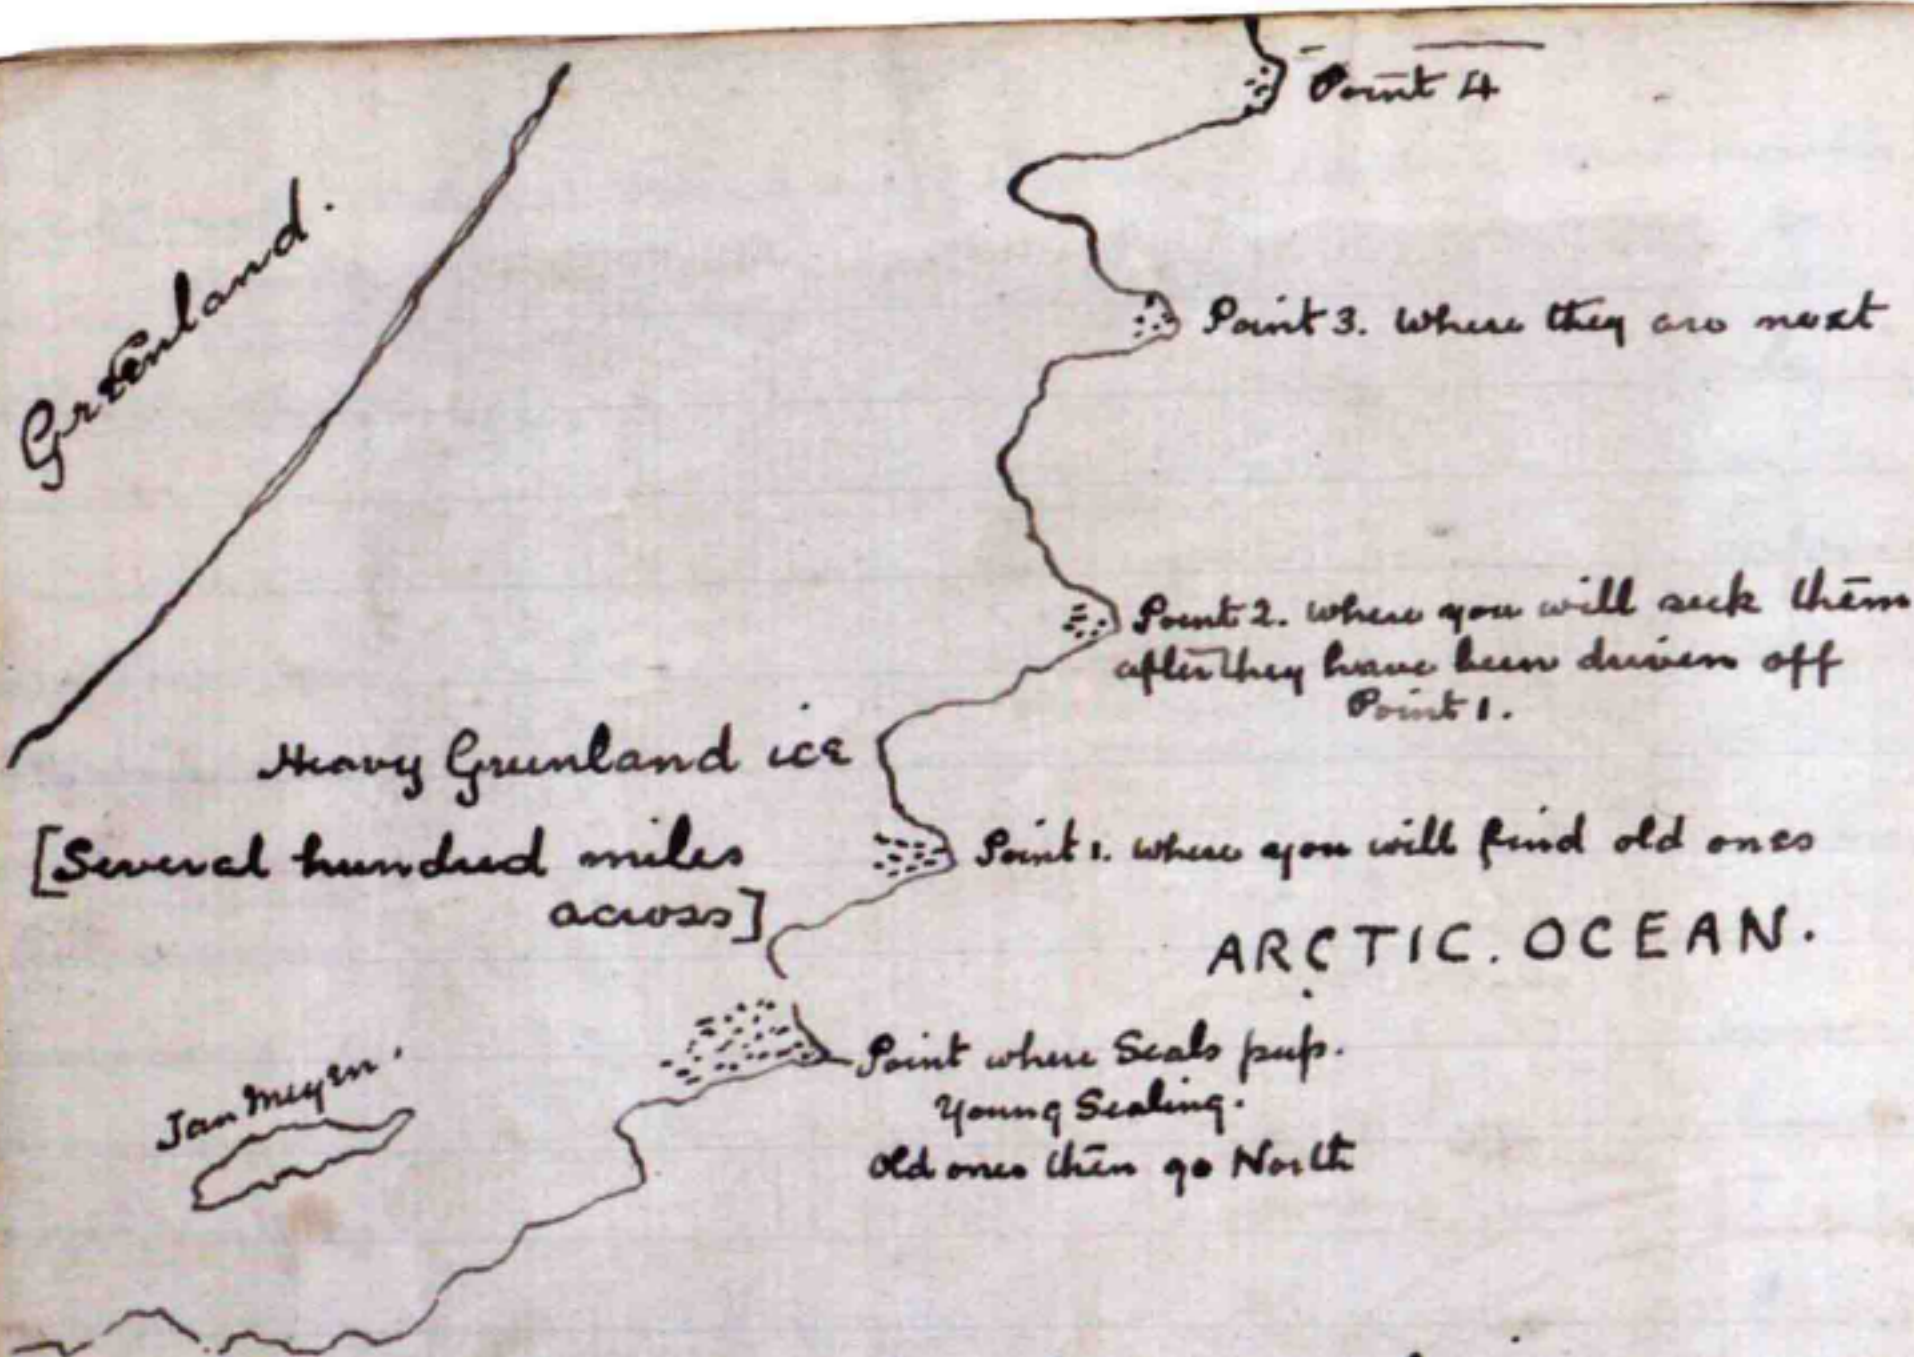 Point 4
Greenland.
Point 3. Where they are next
Point 2. Where you will seek them
after they have been driven off
Point 1.
Heavy Greenland ice
[Several hundred miles
across]
Point 1. Where you will find old ones
ARCTIC. OCEAN.
Point where Seals pup.
Young Sealing.
Old ones then go North
Jan Meyen.